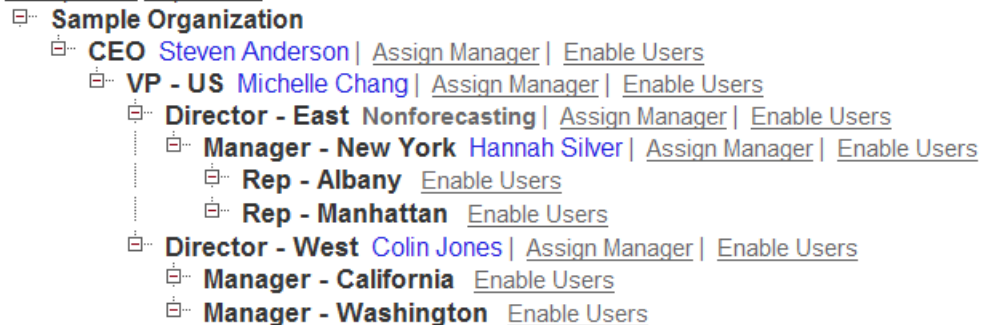 Sample Organization
CEO Steven Anderson | Assign Manager | Enable Users
VP - US Michelle Chang | Assign Manager | Enable Users
Director - East Nonforecasting | Assign Manager | Enable Users
Manager - New York Hannah Silver | Assign Manager | Enable Users
Rep - Albany Enable Users
Rep - Manhattan Enable Users
Director - West Colin Jones | Assign Manager | Enable Users
Manager - California Enable Users
Manager - Washington Enable Users